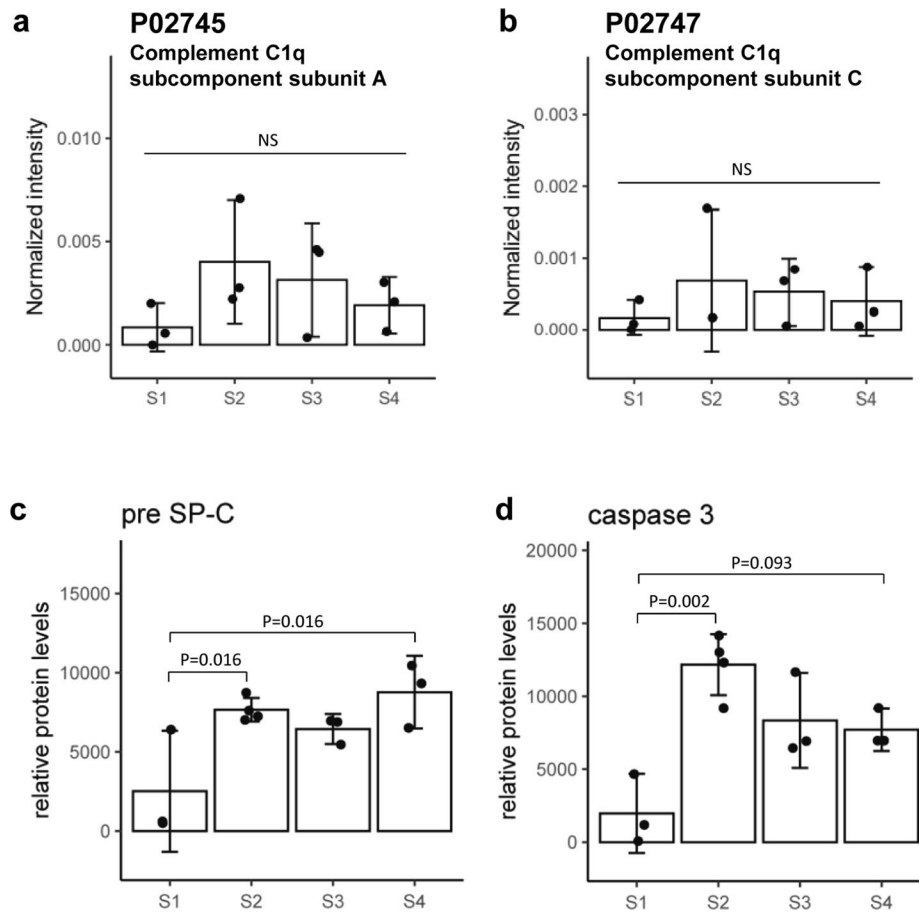 a
P02745
Complement C1q
subcomponent subunit A
Normalized intensity
0.010
0.005
0.000
NS
S1 S2 S3 S4
b
P02747
Complement C1q
subcomponent subunit C
Normalized intensity
0.003
0.002
0.001
0.000
NS
S1 S2 S3 S4
c
pre SP-C
relative protein levels
15000
10000
5000
0
P=0.016
P=0.016
S1 S2 S3 S4
d
caspase 3
relative protein levels
20000
15000
10000
5000
0
P=0.093
P=0.002
S1 S2 S3 S4